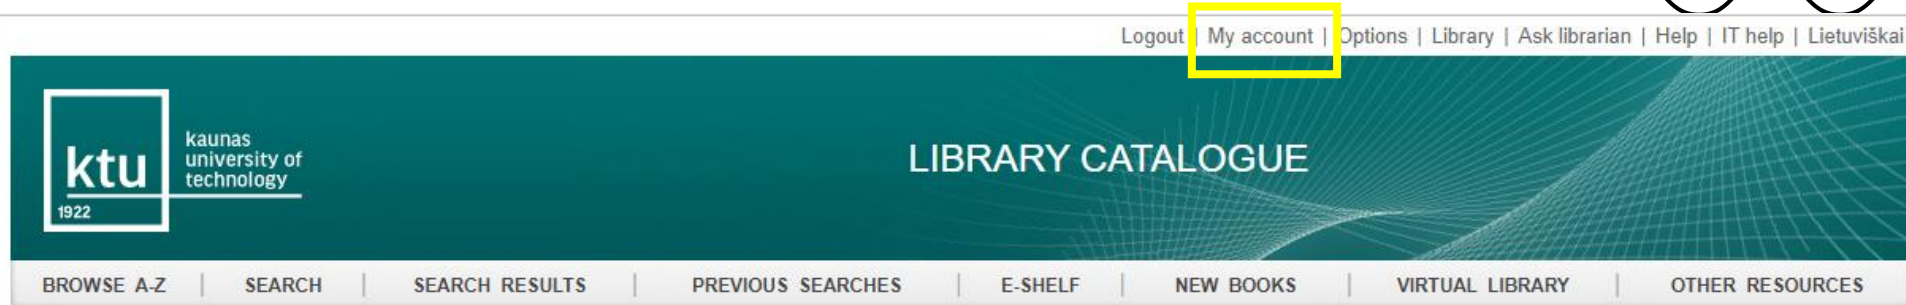 Logout | My account | Options | Library | Ask librarian | Help | IT help | Lietuviškai
ktu
1922
kaunas
university of
technology
LIBRARY CATALOGUE
BROWSE A-Z | SEARCH | SEARCH RESULTS | PREVIOUS SEARCHES | E-SHELF | NEW BOOKS | VIRTUAL LIBRARY | OTHER RESOURCES